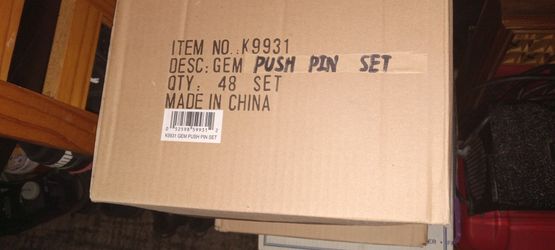 ITEM NO.:K9931
DESC:GEM PUSH PIN SET
QTY: 48 SET
MADE IN CHINA
K9931 GEM PUSH PIN SET